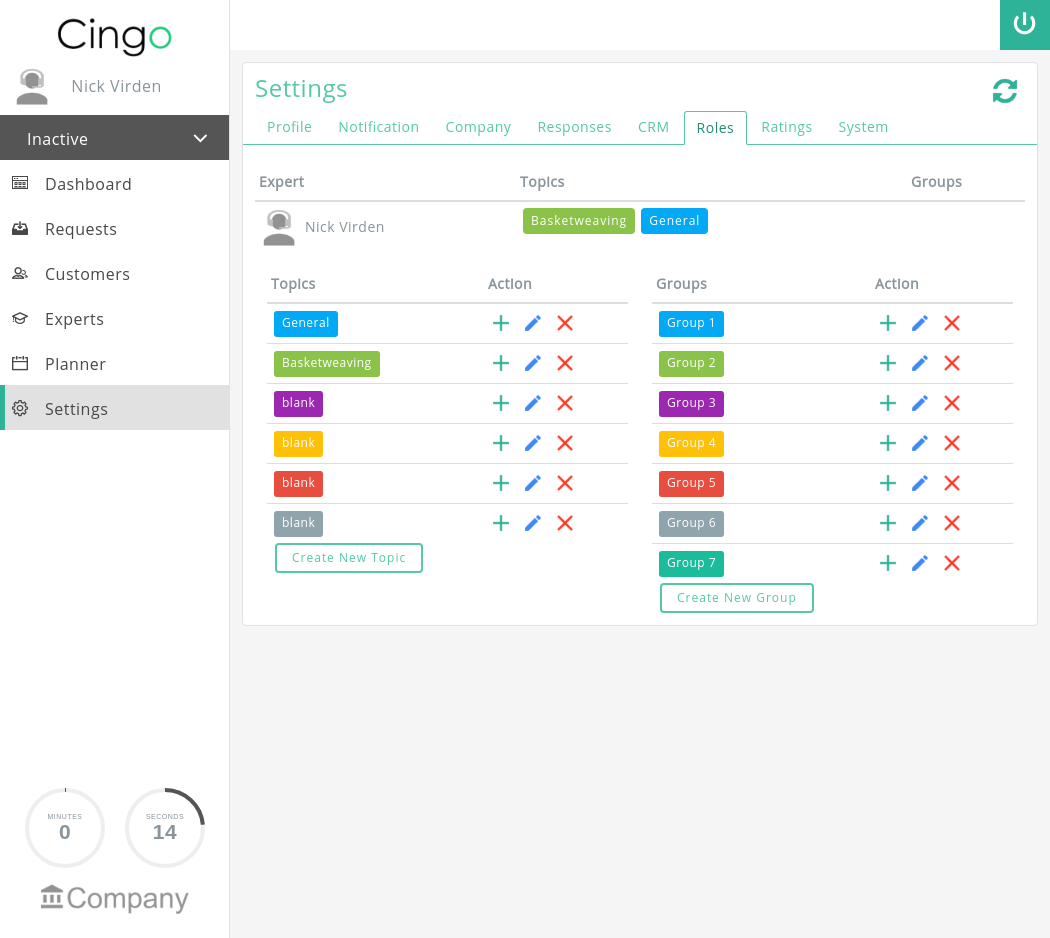 Cingo
Nick Virden
Inactive
Dashboard
Requests
Customers
Experts
Planner
Settings
MINUTES
0
SECONDS
14
Company
Settings
Profile Notification Company Responses CRM Roles Ratings System
Expert Topics Groups
Nick Virden Basketweaving General
Topics Action
General
Basketweaving
blank
blank
blank
blank
Create New Topic
Groups Action
Group 1
Group 2
Group 3
Group 4
Group 5
Group 6
Group 7
Create New Group